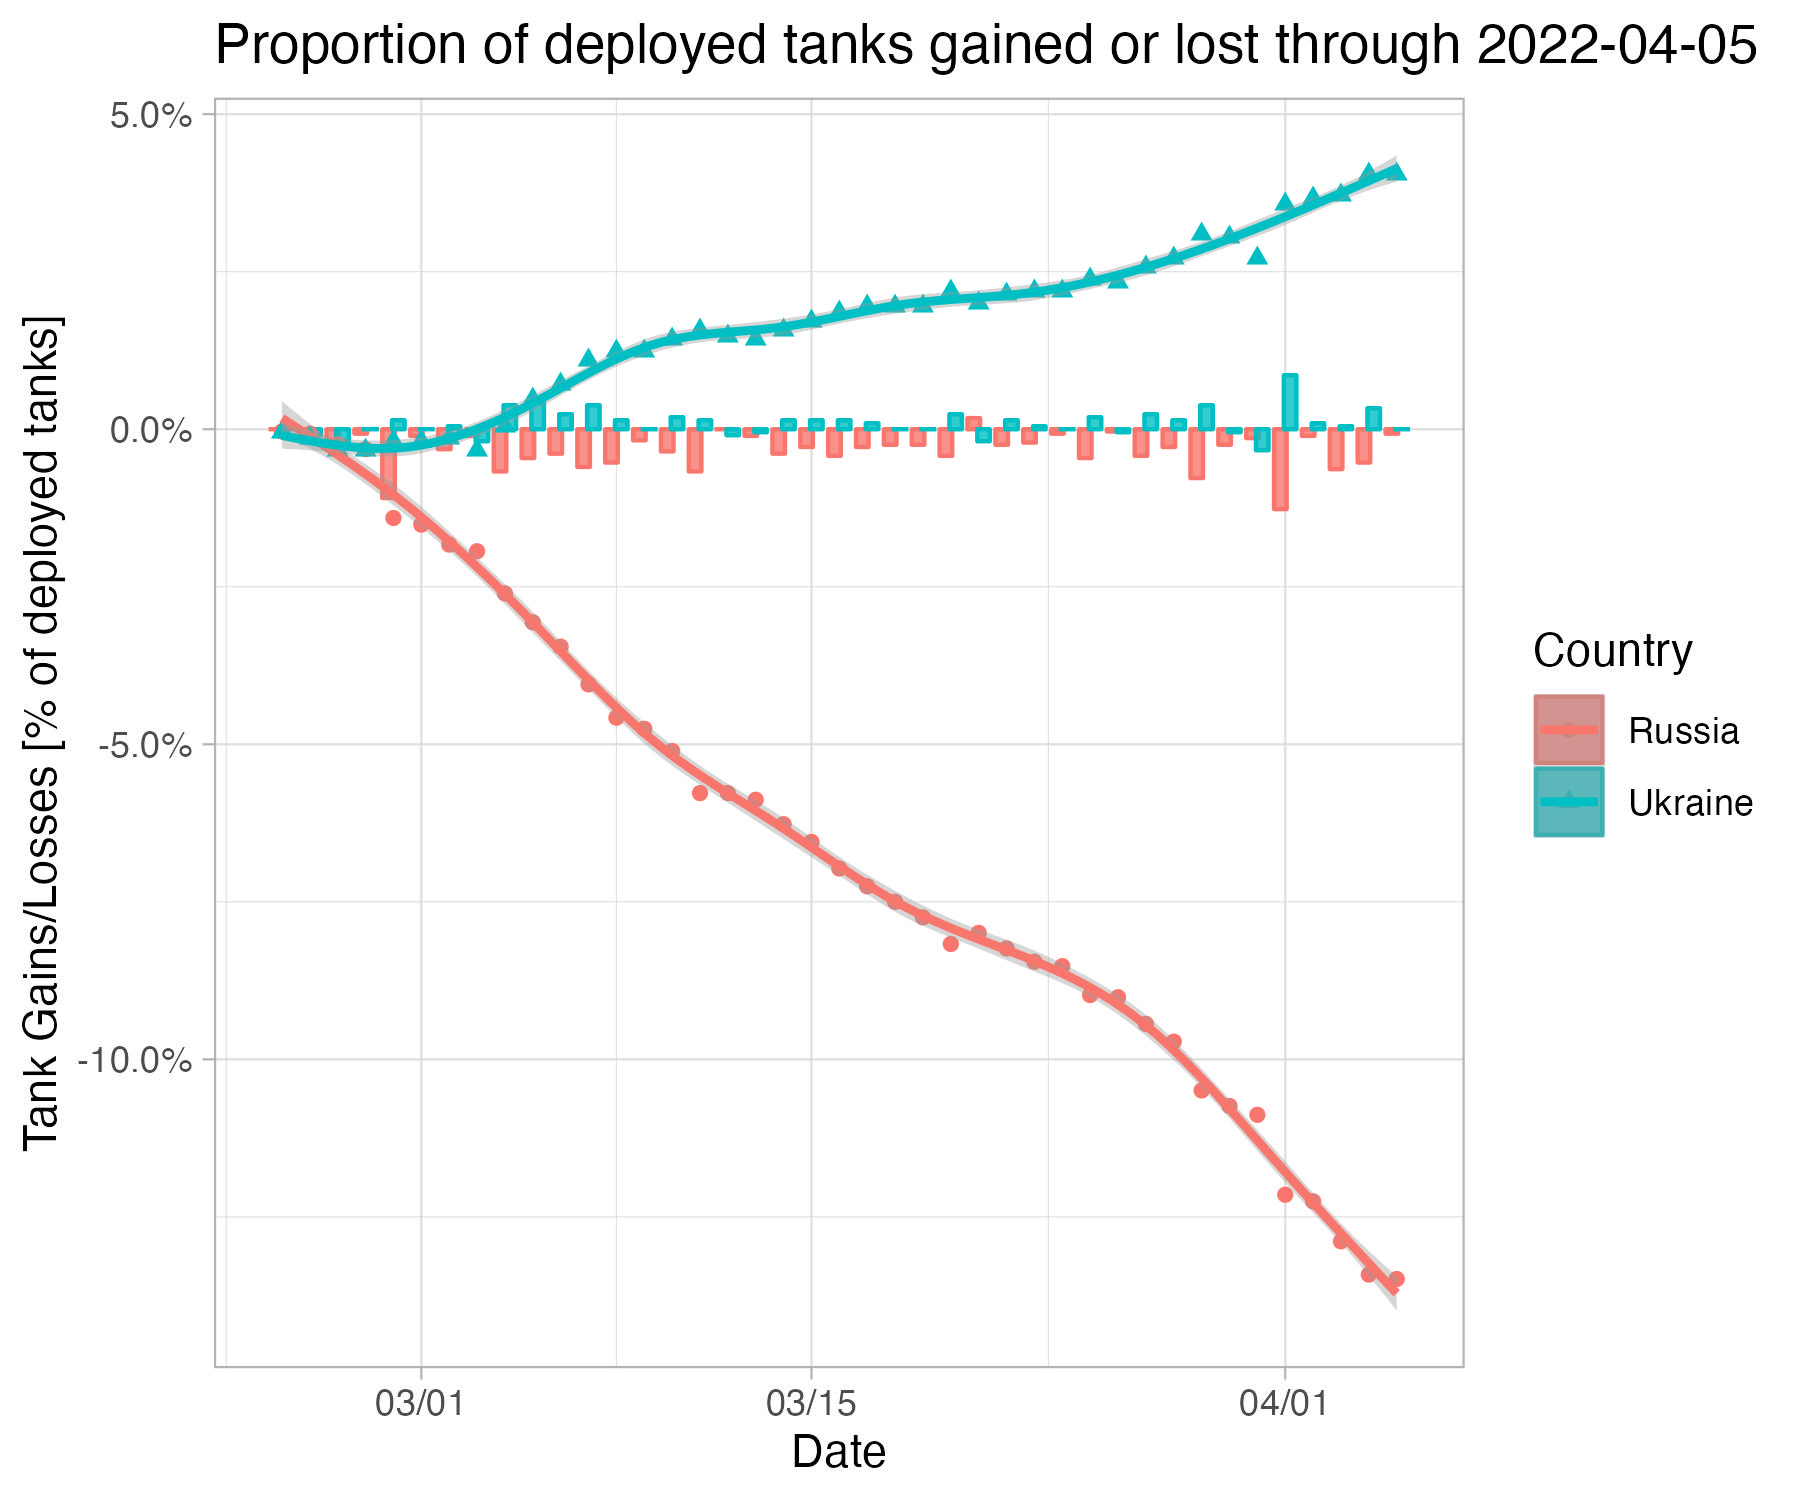 Proportion of deployed tanks gained or lost through 2022-04-05
Tank Gains/Losses [% of deployed tanks]
5.0%
0.0%
-5.0%
-10.0%
03/01
03/15
04/01
Date
Country
Russia
Ukraine